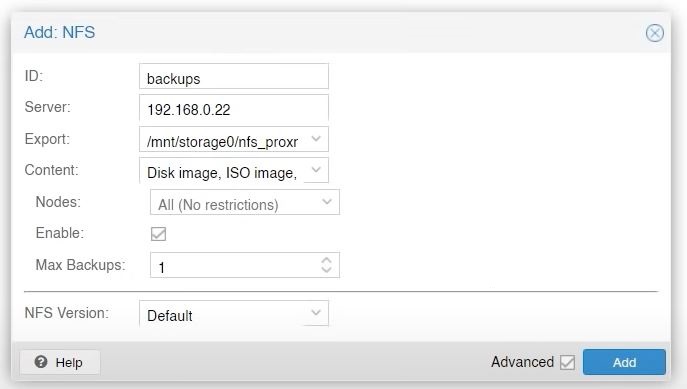 Add: NFS
ID: backups
Server: 192.168.0.22
Export: /mnt/storage0/nfs_proxr
Content: Disk image, ISO image,
Nodes: All (No restrictions)
Enable:
Max Backups: 1
NFS Version: Default
? Help Advanced Add